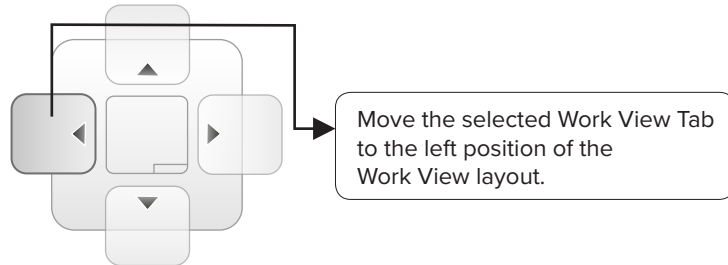 Move the selected Work View Tab
to the left position of the
Work View layout.